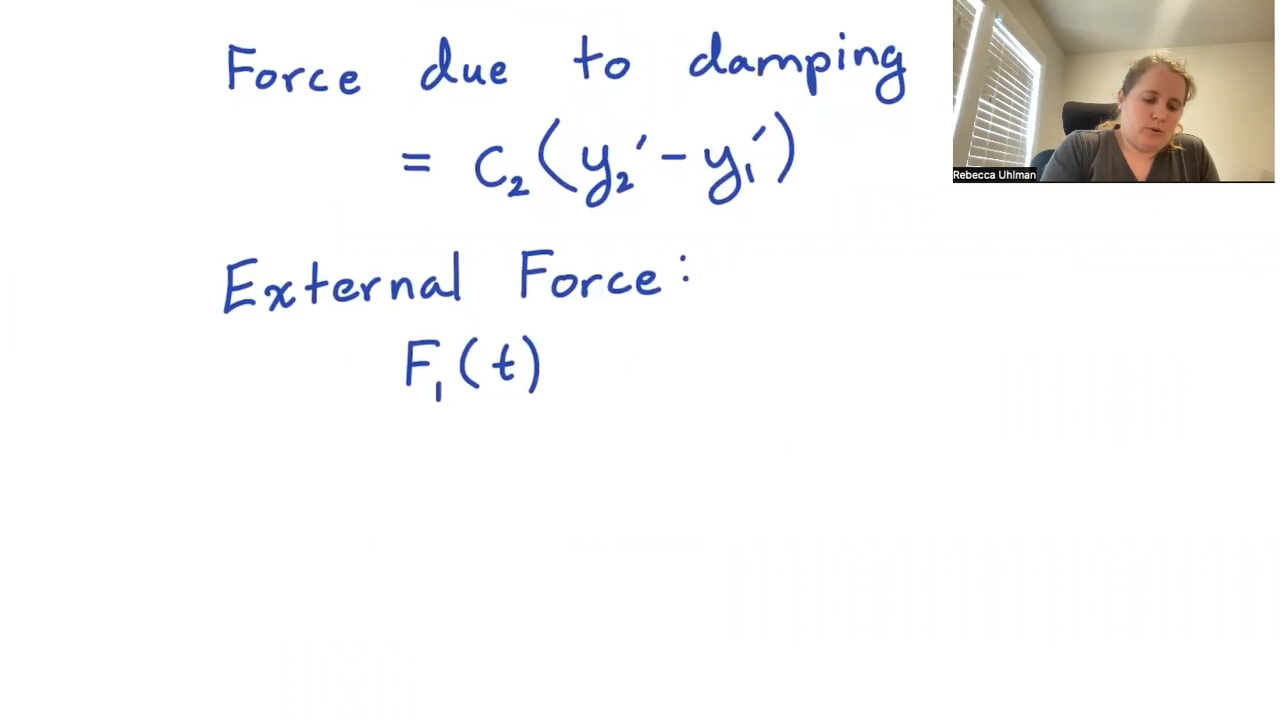 Force due to damping
= c₂(y₂′ - y₁′)
Rebecca Uhlman
External Force:
F₁(t)